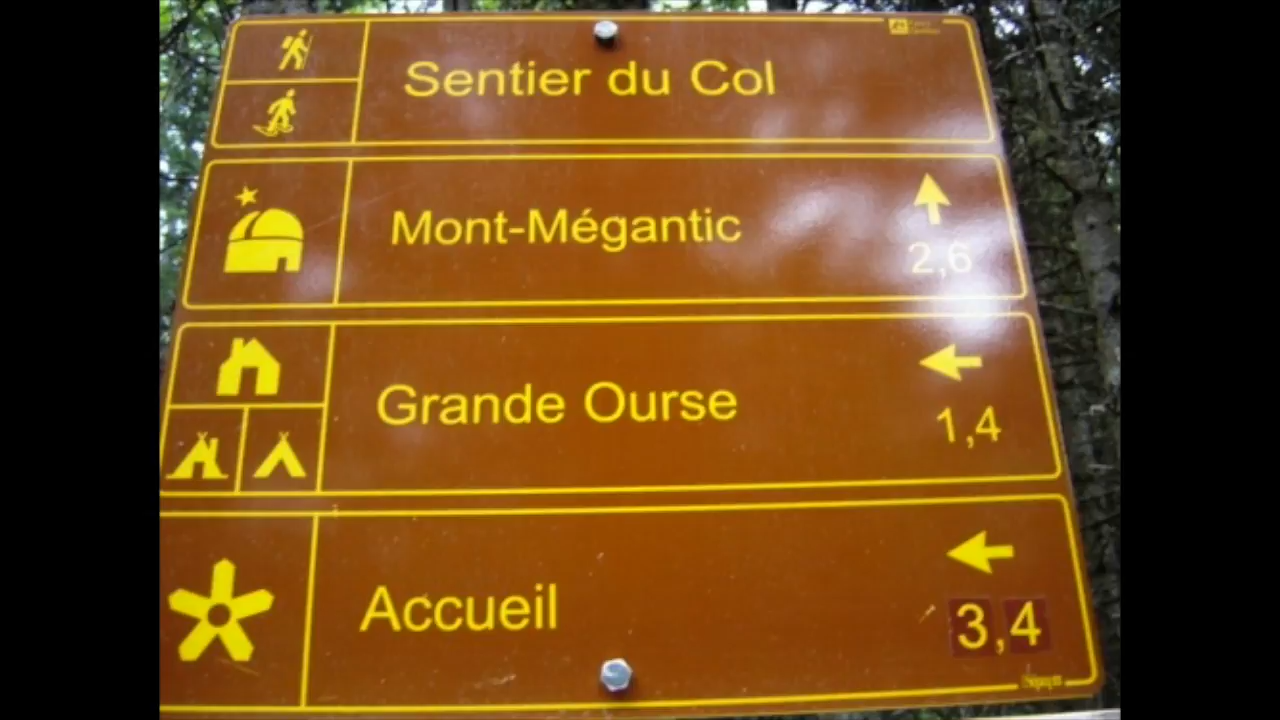 Sentier du Col
Mont-Mégantic
2,6
Grande Ourse
1,4
Accueil
3,4